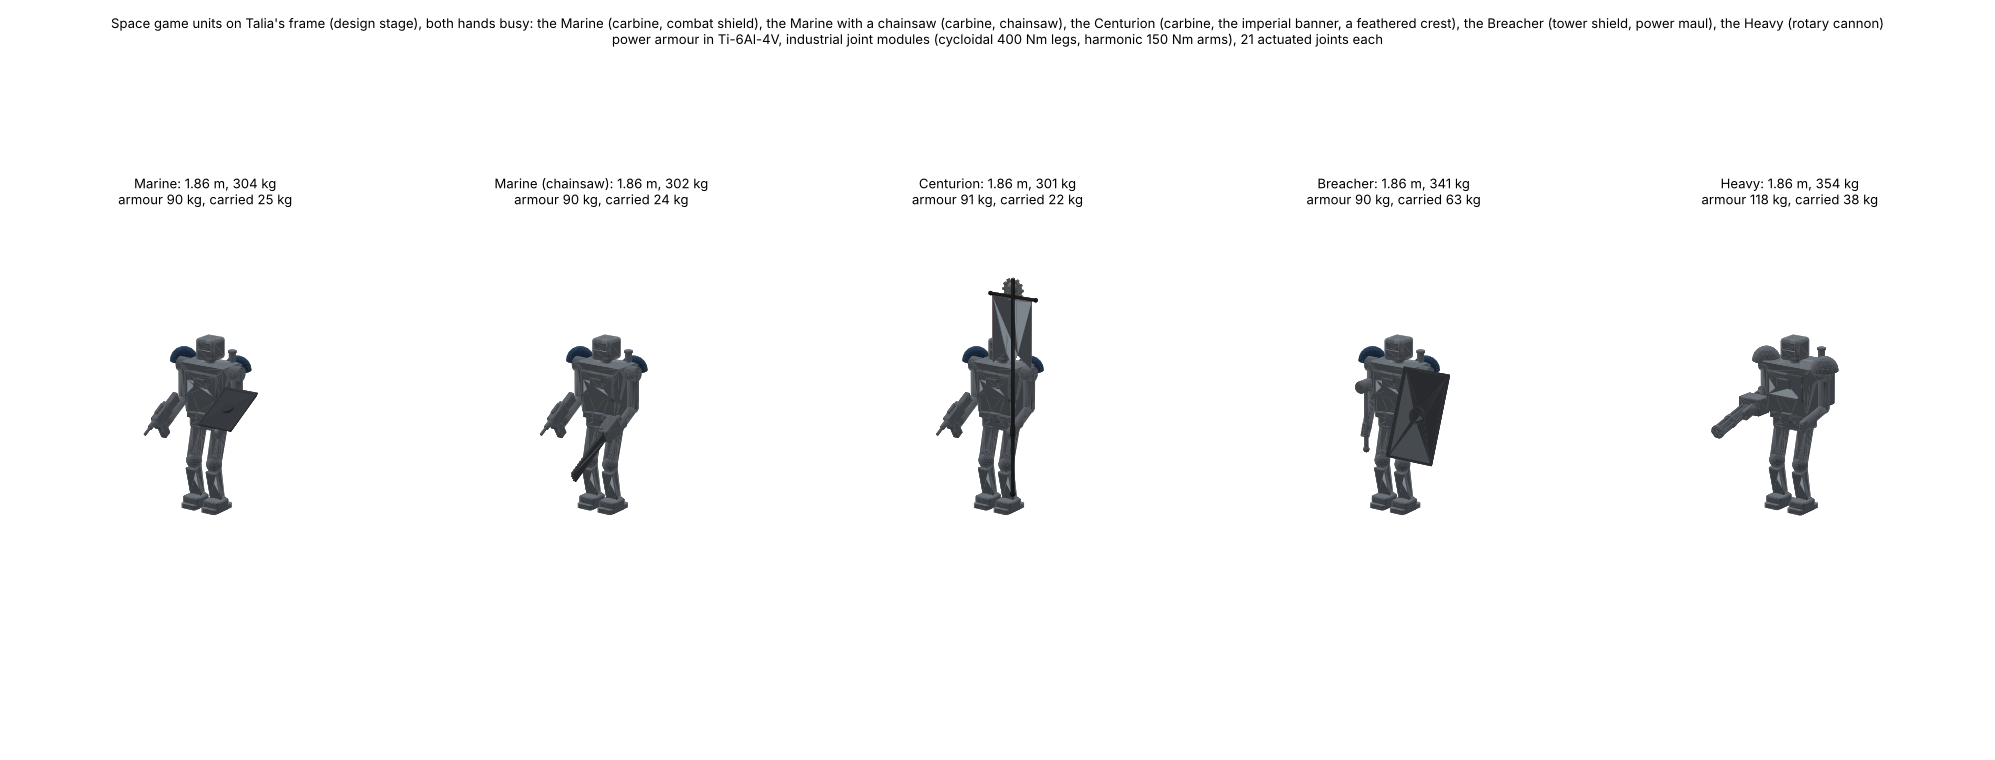 Space game units on Talia's frame (design stage), both hands busy: the Marine (carbine, combat shield), the Marine with a chainsaw (carbine, chainsaw), the Centurion (carbine, the imperial banner, a feathered crest), the Breacher (tower shield, power maul), the Heavy (rotary cannon)
power armour in Ti-6Al-4V, industrial joint modules (cycloidal 400 Nm legs, harmonic 150 Nm arms), 21 actuated joints each
Marine: 1.86 m, 304 kg
armour 90 kg, carried 25 kg
Marine (chainsaw): 1.86 m, 302 kg
armour 90 kg, carried 24 kg
Centurion: 1.86 m, 301 kg
armour 91 kg, carried 22 kg
Breacher: 1.86 m, 341 kg
armour 90 kg, carried 63 kg
Heavy: 1.86 m, 354 kg
armour 118 kg, carried 38 kg